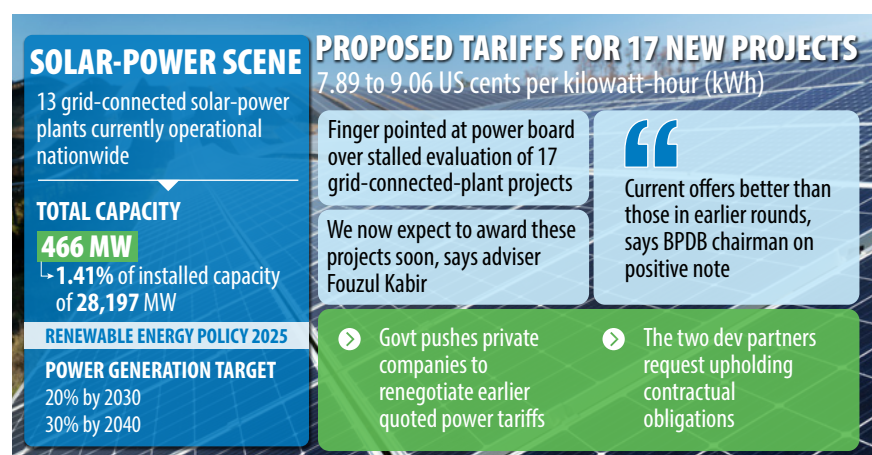 SOLAR-POWER SCENE
13 grid-connected solar-power
plants currently operational
nationwide
TOTAL CAPACITY
466 MW
1.41% of installed capacity
of 28,197 MW
RENEWABLE ENERGY POLICY 2025
POWER GENERATION TARGET
20% by 2030
30% by 2040
PROPOSED TARIFFS FOR 17 NEW PROJECTS
7.89 to 9.06 US cents per kilowatt-hour (kWh)
Finger pointed at power board
over stalled evaluation of 17
grid-connected-plant projects
We now expect to award these
projects soon, says adviser
Fouzul Kabir
“
Current offers better than
those in earlier rounds,
says BPDB chairman on
positive note
Govt pushes private
companies to
renegotiate earlier
quoted power tariffs
The two dev partners
request upholding
contractual
obligations